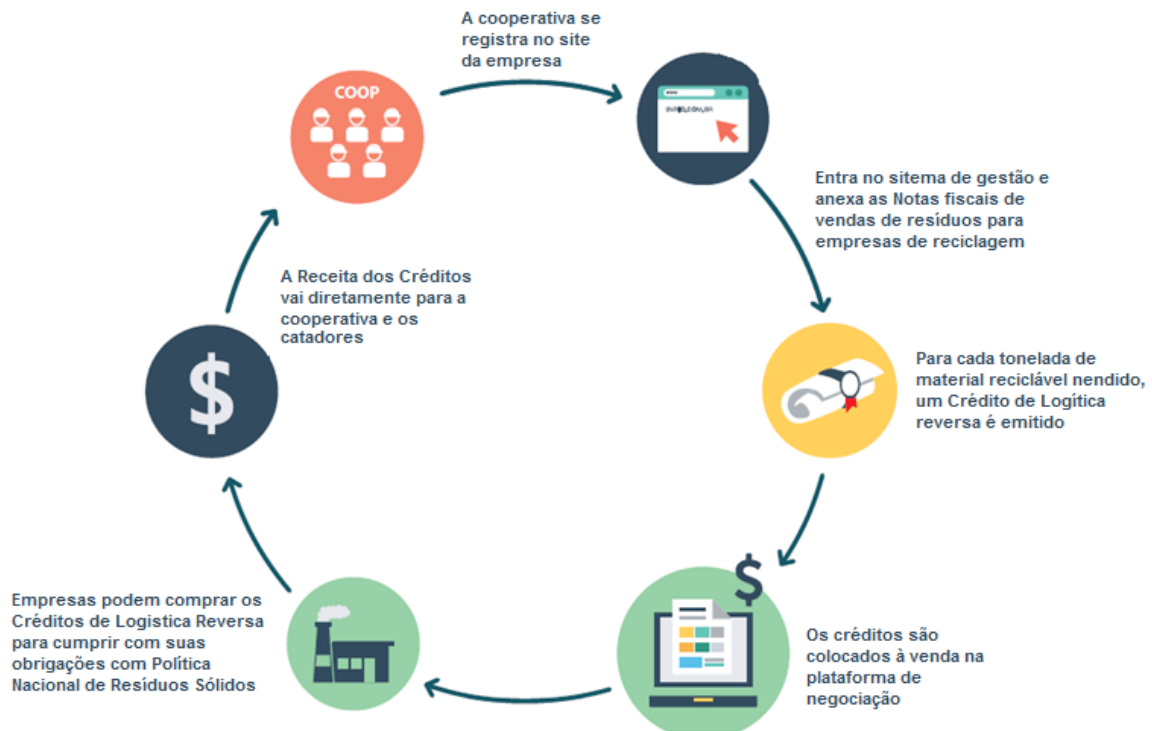 A cooperativa se
registra no site
da empresa
COOP
www
Entra no sitema de gestão e
anexa as Notas fiscais de
vendas de resíduos para
empresas de reciclagem
A Receita dos Créditos
vai diretamente para a
cooperativa e os
catadores
$
Para cada tonelada de
material reciclável nendido,
um Crédito de Logítica
reversa é emitido
$
Empresas podem comprar os
Créditos de Logistica Reversa
para cumprir com suas
obrigações com Política
Nacional de Resíduos Sólidos
Os créditos são
colocados à venda na
plataforma de
negociação